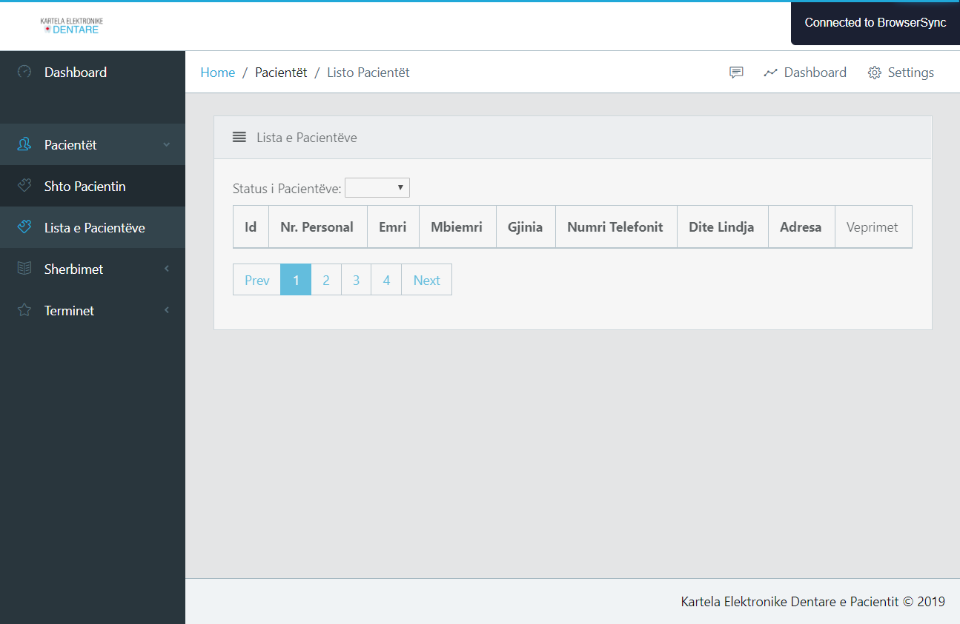 KARTELA ELEKTRONIKE
DENTARE
Connected to BrowserSync
Home / Pacientët / Listo Pacientët
Dashboard
Settings
Dashboard
Pacientët
Shto Pacientin
Lista e Pacientëve
Sherbimet
Terminet
Lista e Pacientëve
Status i Pacientëve:
Id Nr. Personal Emri Mbiemri Gjinia Numri Telefonit Dite Lindja Adresa Veprimet
Prev 1 2 3 4 Next
Kartela Elektronike Dentare e Pacientit © 2019